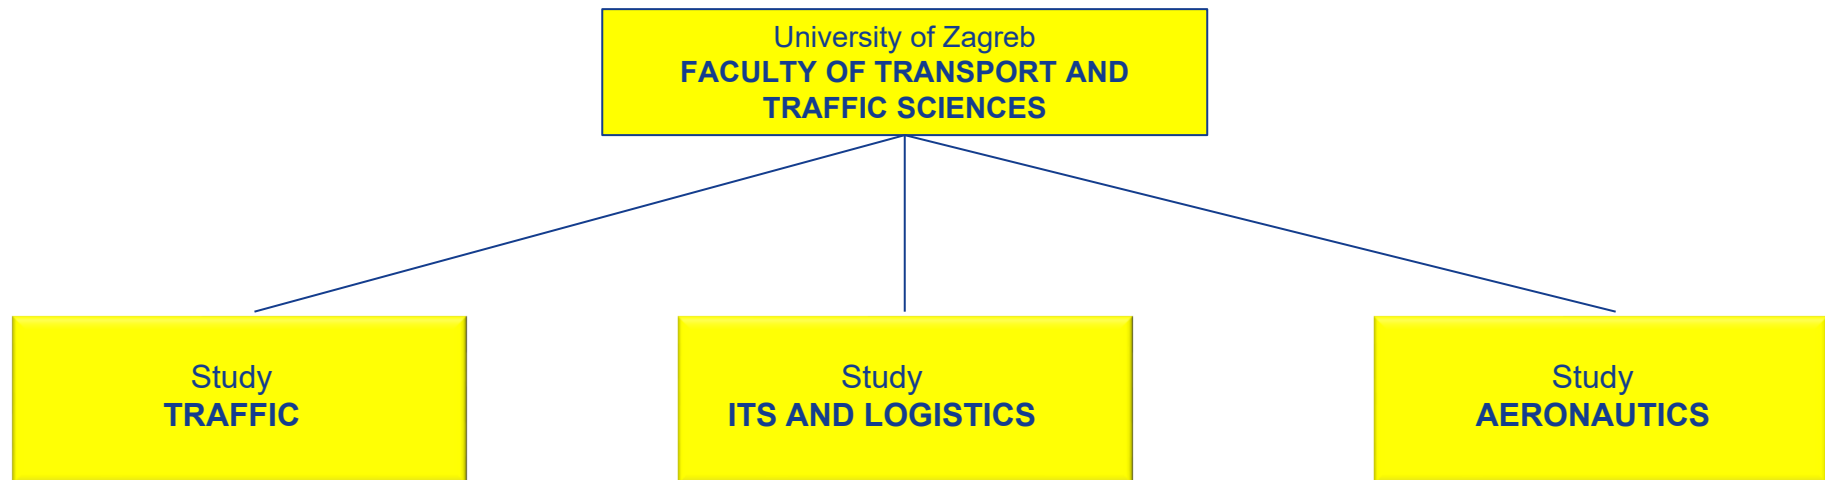 University of Zagreb
FACULTY OF TRANSPORT AND
TRAFFIC SCIENCES
Study
TRAFFIC
Study
ITS AND LOGISTICS
Study
AERONAUTICS